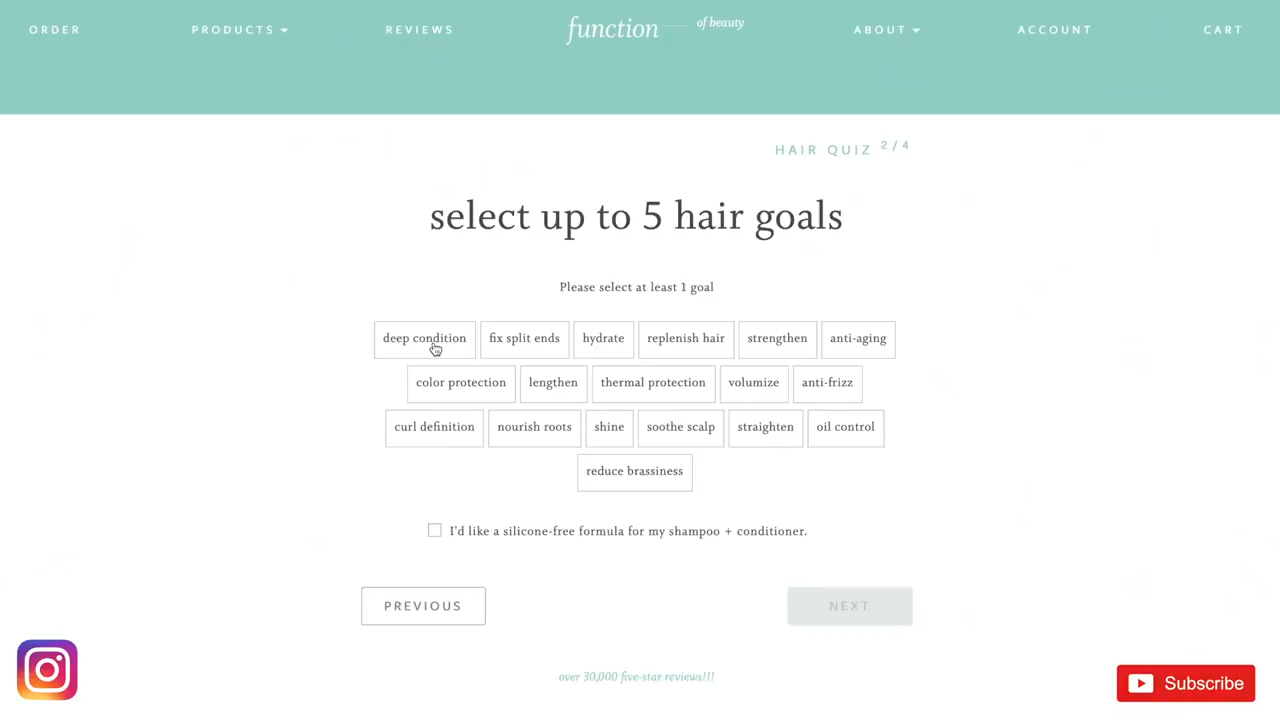 ORDER PRODUCTS REVIEWS function of beauty ABOUT ACCOUNT CART
HAIR QUIZ 2/4
select up to 5 hair goals
Please select at least 1 goal
deep condition fix split ends hydrate replenish hair strengthen anti-aging
color protection lengthen thermal protection volumize anti-frizz
curl definition nourish roots shine soothe scalp straighten oil control
reduce brassiness
I'd like a silicone-free formula for my shampoo + conditioner.
PREVIOUS NEXT
over 30,000 five-star reviews!!!
Subscribe